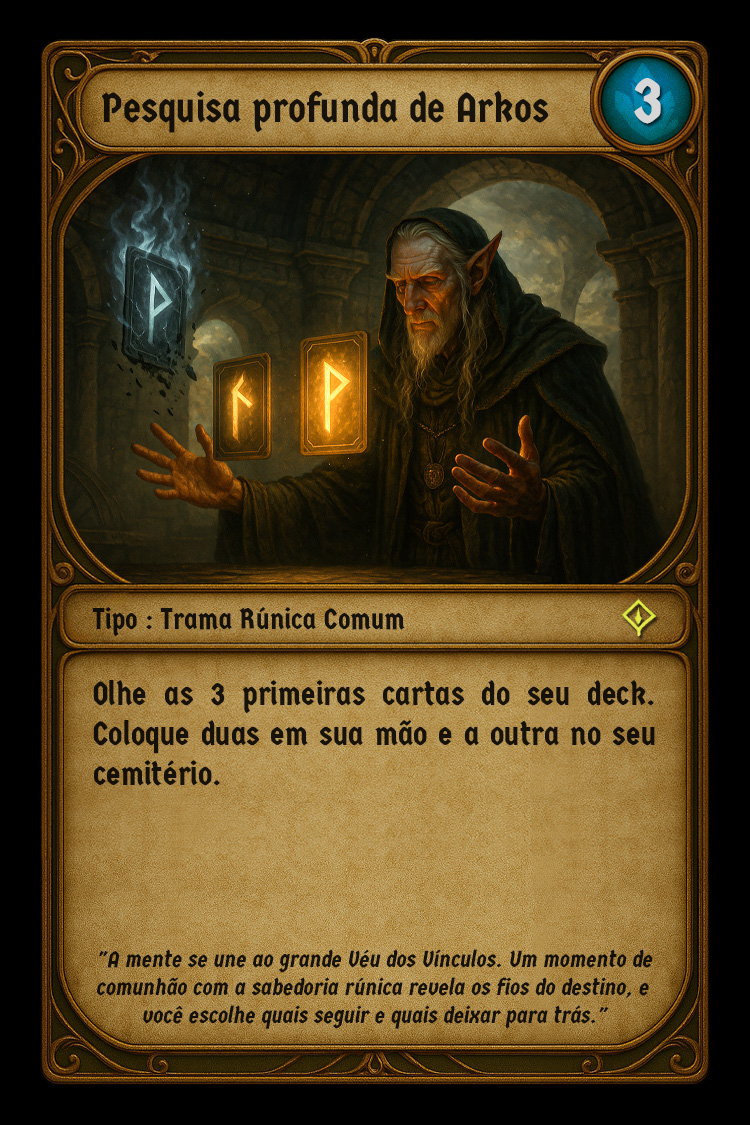 Pesquisa profunda de Arkos
3
Tipo : Trama Rúnica Comum
Olhe as 3 primeiras cartas do seu deck.
Coloque duas em sua mão e a outra no seu
cemitério.
"A mente se une ao grande Véu dos Vínculos. Um momento de
comunhão com a sabedoria rúnica revela os fios do destino, e
você escolhe quais seguir e quais deixar para trás."